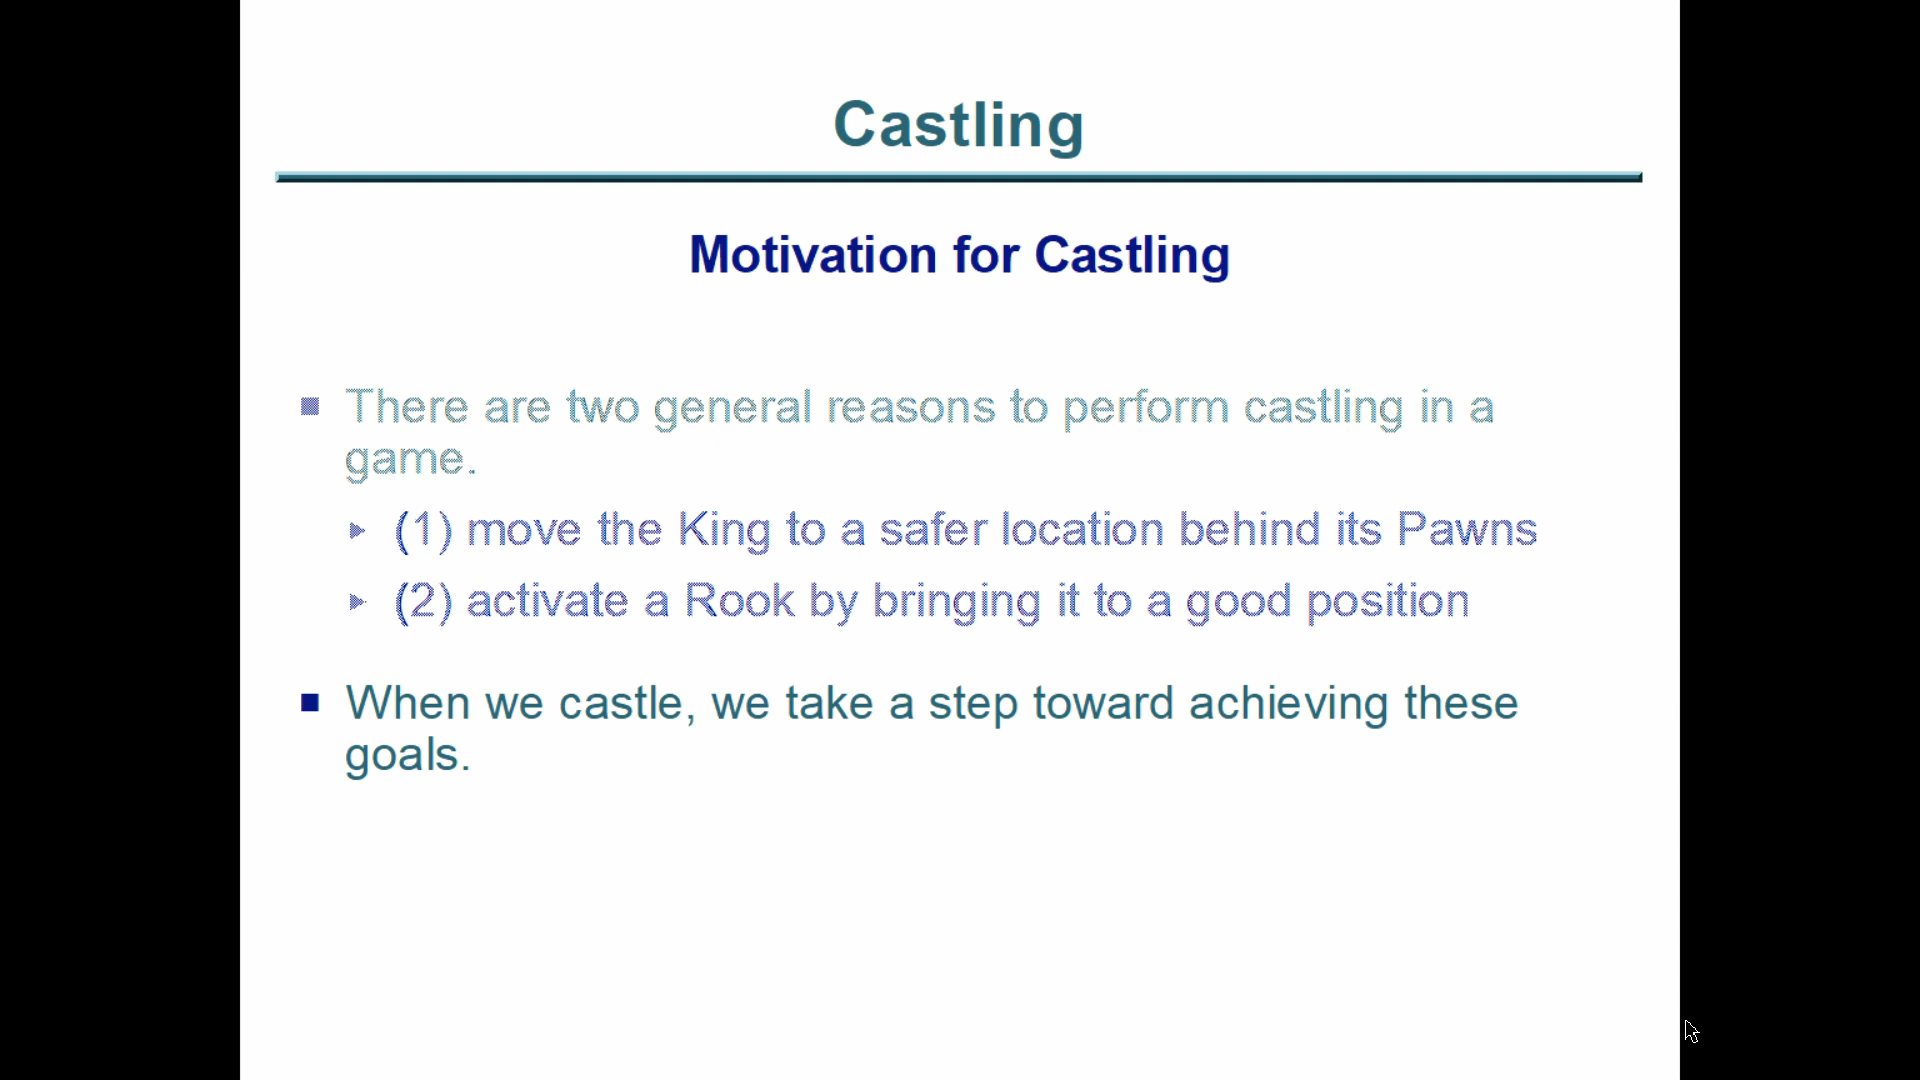 Castling
Motivation for Castling
There are two general reasons to perform castling in a
game.
(1) move the King to a safer location behind its Pawns
(2) activate a Rook by bringing it to a good position
When we castle, we take a step toward achieving these
goals.